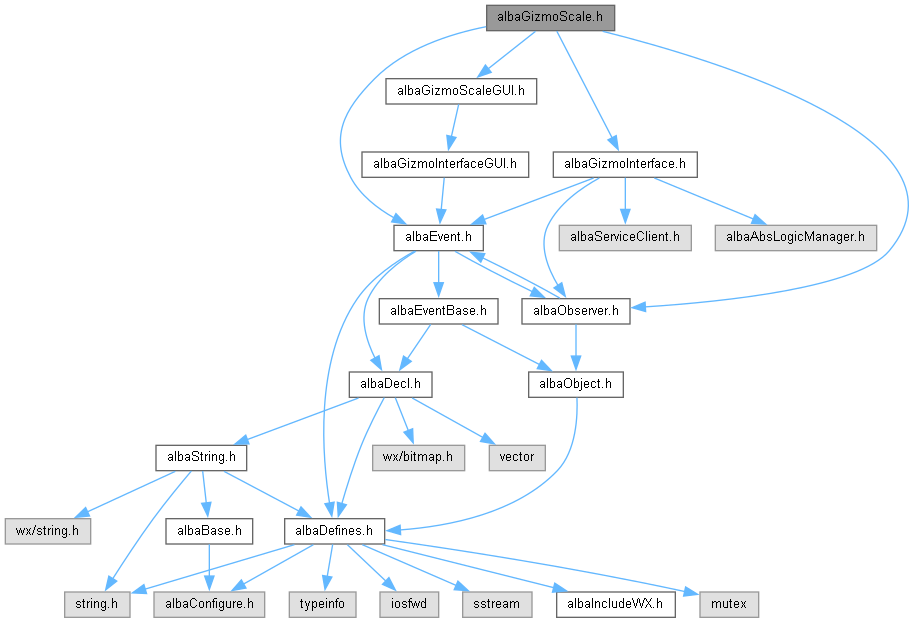 albaGizmoScale.h
albaGizmoScaleGUI.h
albaGizmoInterfaceGUI.h
albaGizmoInterface.h
albaEvent.h
albaServiceClient.h
albaAbsLogicManager.h
albaEventBase.h
albaObserver.h
albaDecl.h
albaObject.h
albaString.h
wx/bitmap.h
vector
wx/string.h
albaBase.h
albaDefines.h
string.h
albaConfigure.h
typeinfo
iosfwd
sstream
albaIncludeWX.h
mutex